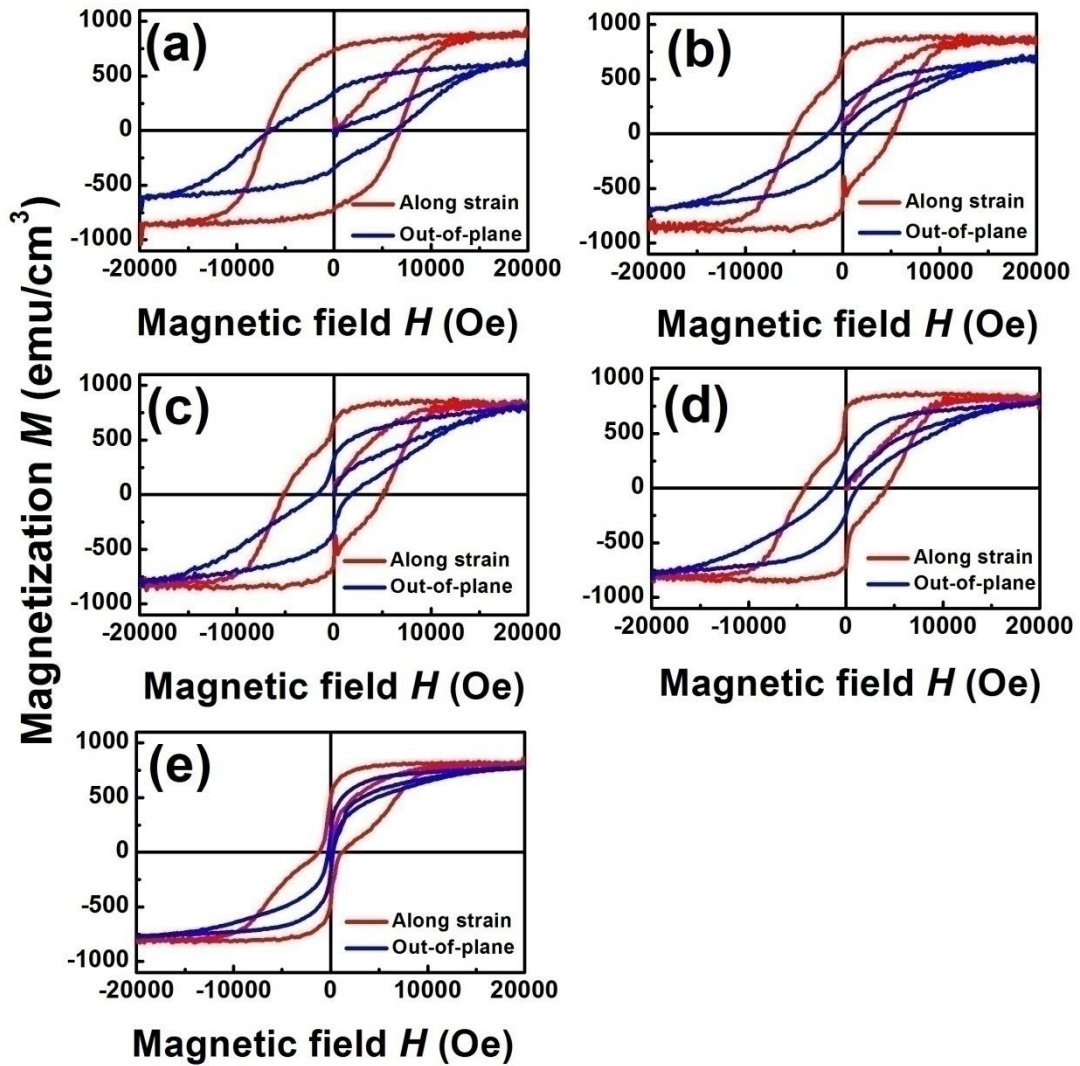 Magnetization M (emu/cm³)
(a)
1000
500
0
-500
-1000
Along strain
Out-of-plane
-20000 -10000 0 10000 20000
Magnetic field H (Oe)
(b)
1000
500
0
-500
-1000
Along strain
Out-of-plane
-20000 -10000 0 10000 20000
Magnetic field H (Oe)
(c)
1000
500
0
-500
-1000
Along strain
Out-of-plane
-20000 -10000 0 10000 20000
Magnetic field H (Oe)
(d)
1000
500
0
-500
-1000
Along strain
Out-of-plane
-20000 -10000 0 10000 20000
Magnetic field H (Oe)
(e)
1000
500
0
-500
-1000
Along strain
Out-of-plane
-20000 -10000 0 10000 20000
Magnetic field H (Oe)